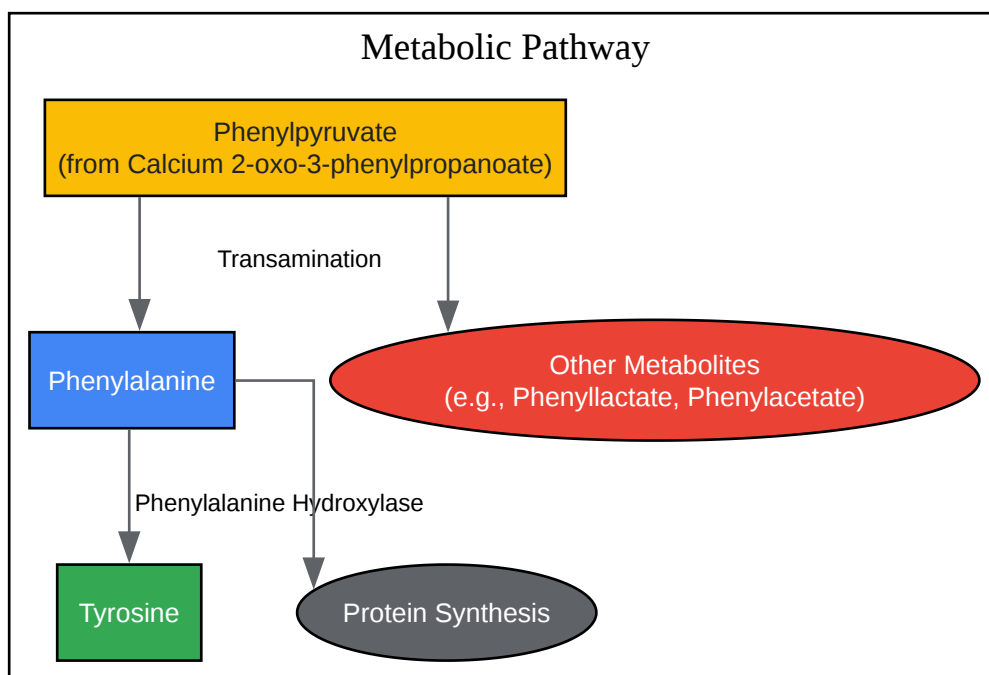 Metabolic Pathway
Phenylpyruvate
(from Calcium 2-oxo-3-phenylpropanoate)
Transamination
Phenylalanine
Other Metabolites
(e.g., Phenyllactate, Phenylacetate)
Phenylalanine Hydroxylase
Tyrosine
Protein Synthesis